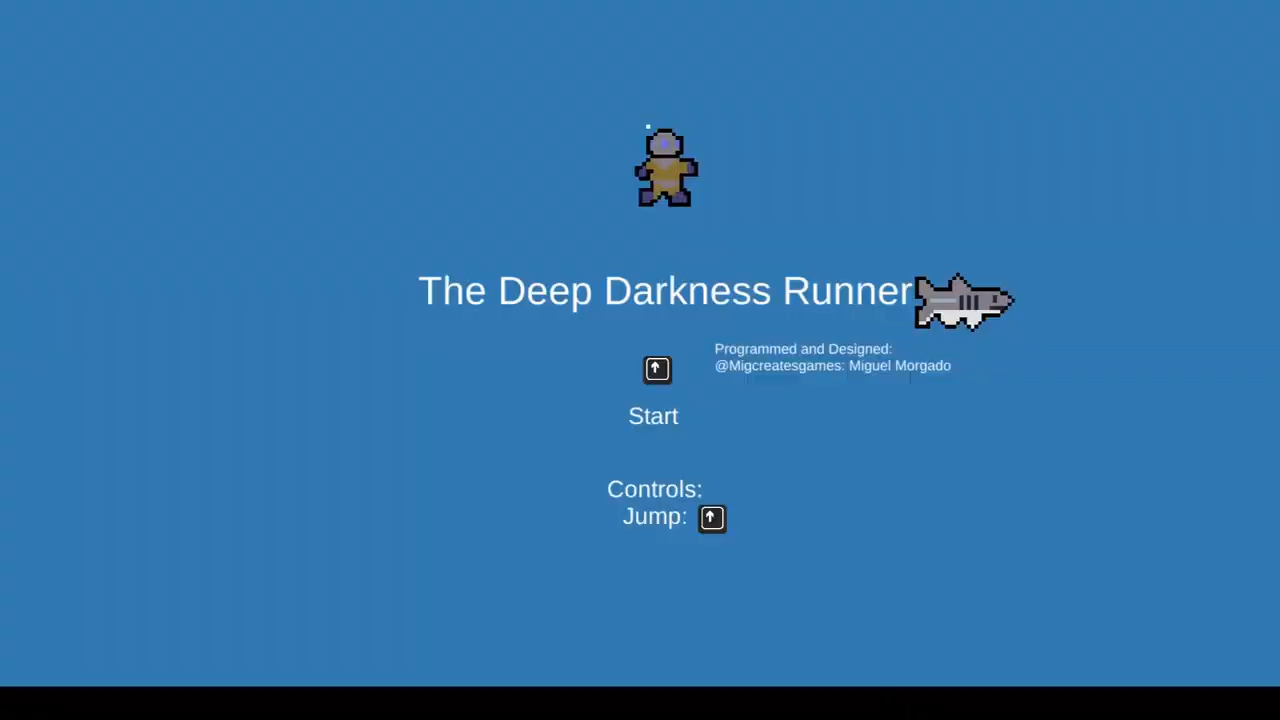 The Deep Darkness Runner
Programmed and Designed:
@Migcreatesgames: Miguel Morgado
Start
Controls:
Jump: